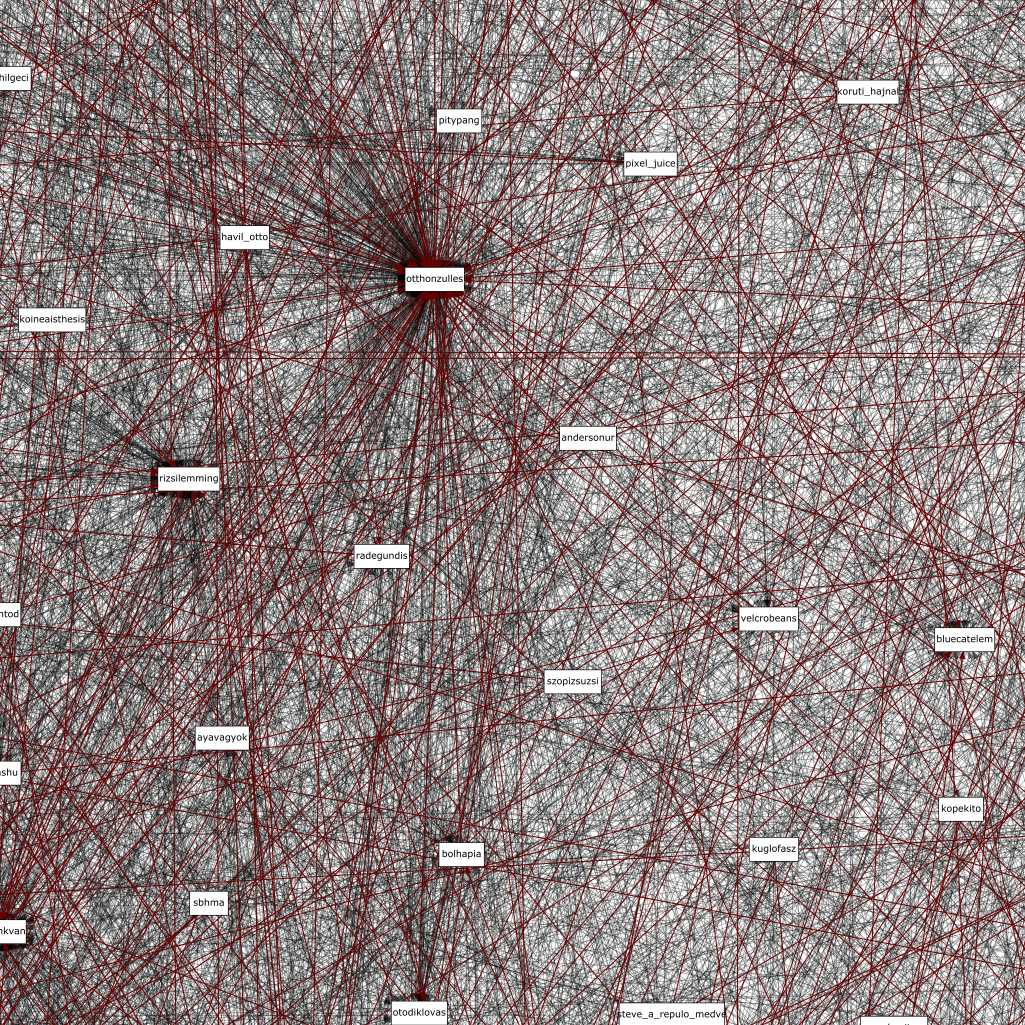 hilgeci
koruti_hajnal
pitypang
pixel_juice
havil_otto
otthonzulles
koineaisthesis
andersonur
rizsilemming
radegundis
ntod
velcrobeans
bluecatelem
szopizsuzsi
ayavagyok
ashu
kopekito
kuglofasz
bolhapia
sbhma
nkvan
otodiklovas
steve_a_repulo_medve